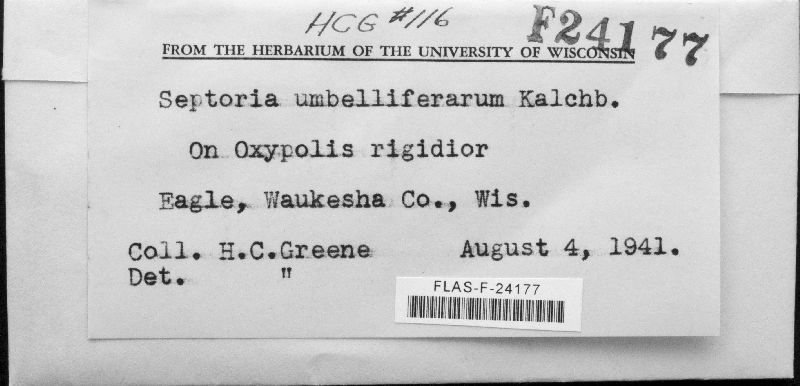 HCG #116
F24177
FROM THE HERBARIUM OF THE UNIVERSITY OF WISCONSIN
Septoria umbelliferarum Kalchb.
On Oxypolis rigidior
Eagle, Waukesha Co., Wis.
Coll. H.C.Greene August 4, 1941.
Det. "
FLAS-F-24177